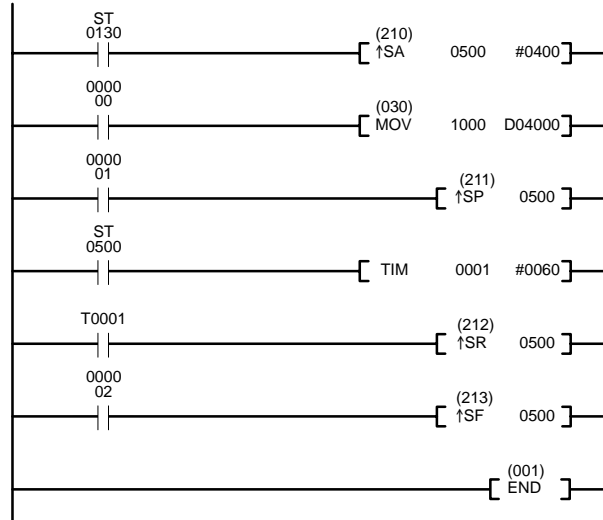 ST
0130
(210)
↑SA 0500 #0400
0000
00
(030)
MOV 1000 D04000
0000
01
(211)
↑SP 0500
ST
0500
TIM 0001 #0060
T0001
(212)
↑SR 0500
0000
02
(213)
↑SF 0500
(001)
END